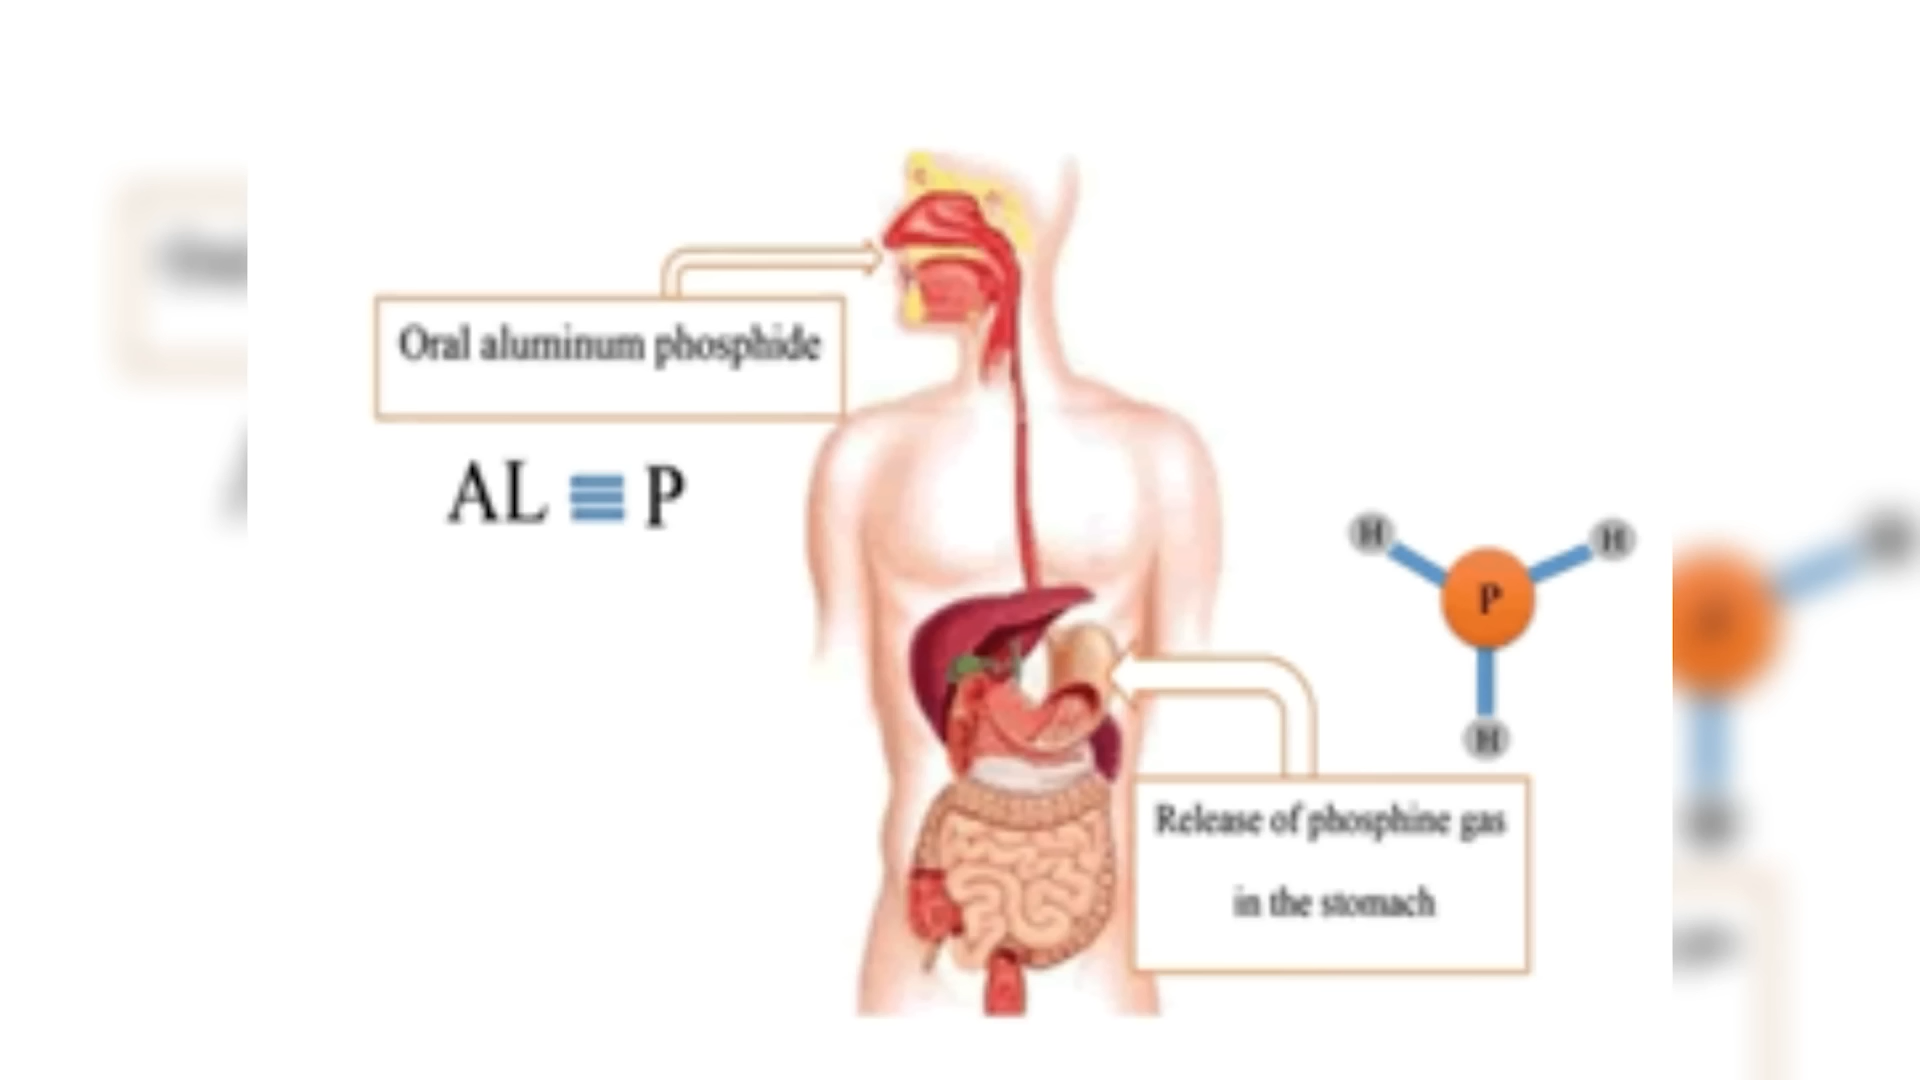 Oral aluminum phosphide
AL ≡ P
H
H
P
H
Release of phosphine gas
in the stomach